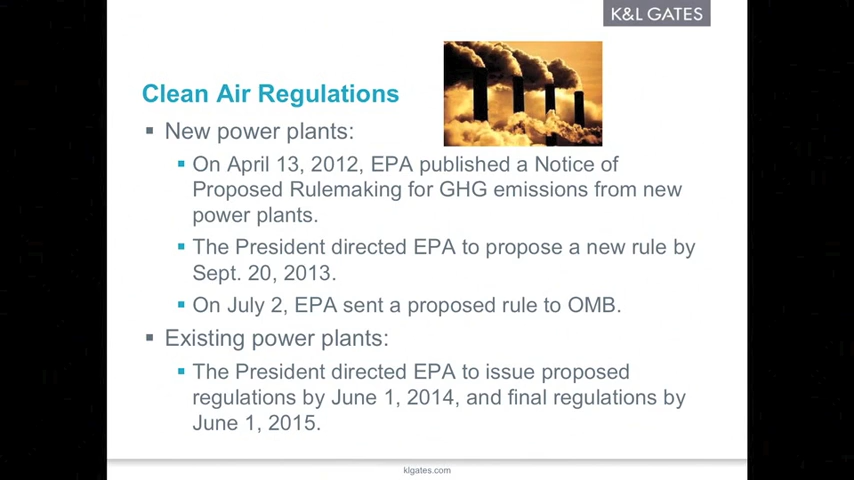 K&L GATES
Clean Air Regulations
▪ New power plants:
▪ On April 13, 2012, EPA published a Notice of
Proposed Rulemaking for GHG emissions from new
power plants.
▪ The President directed EPA to propose a new rule by
Sept. 20, 2013.
▪ On July 2, EPA sent a proposed rule to OMB.
▪ Existing power plants:
▪ The President directed EPA to issue proposed
regulations by June 1, 2014, and final regulations by
June 1, 2015.
klgates.com